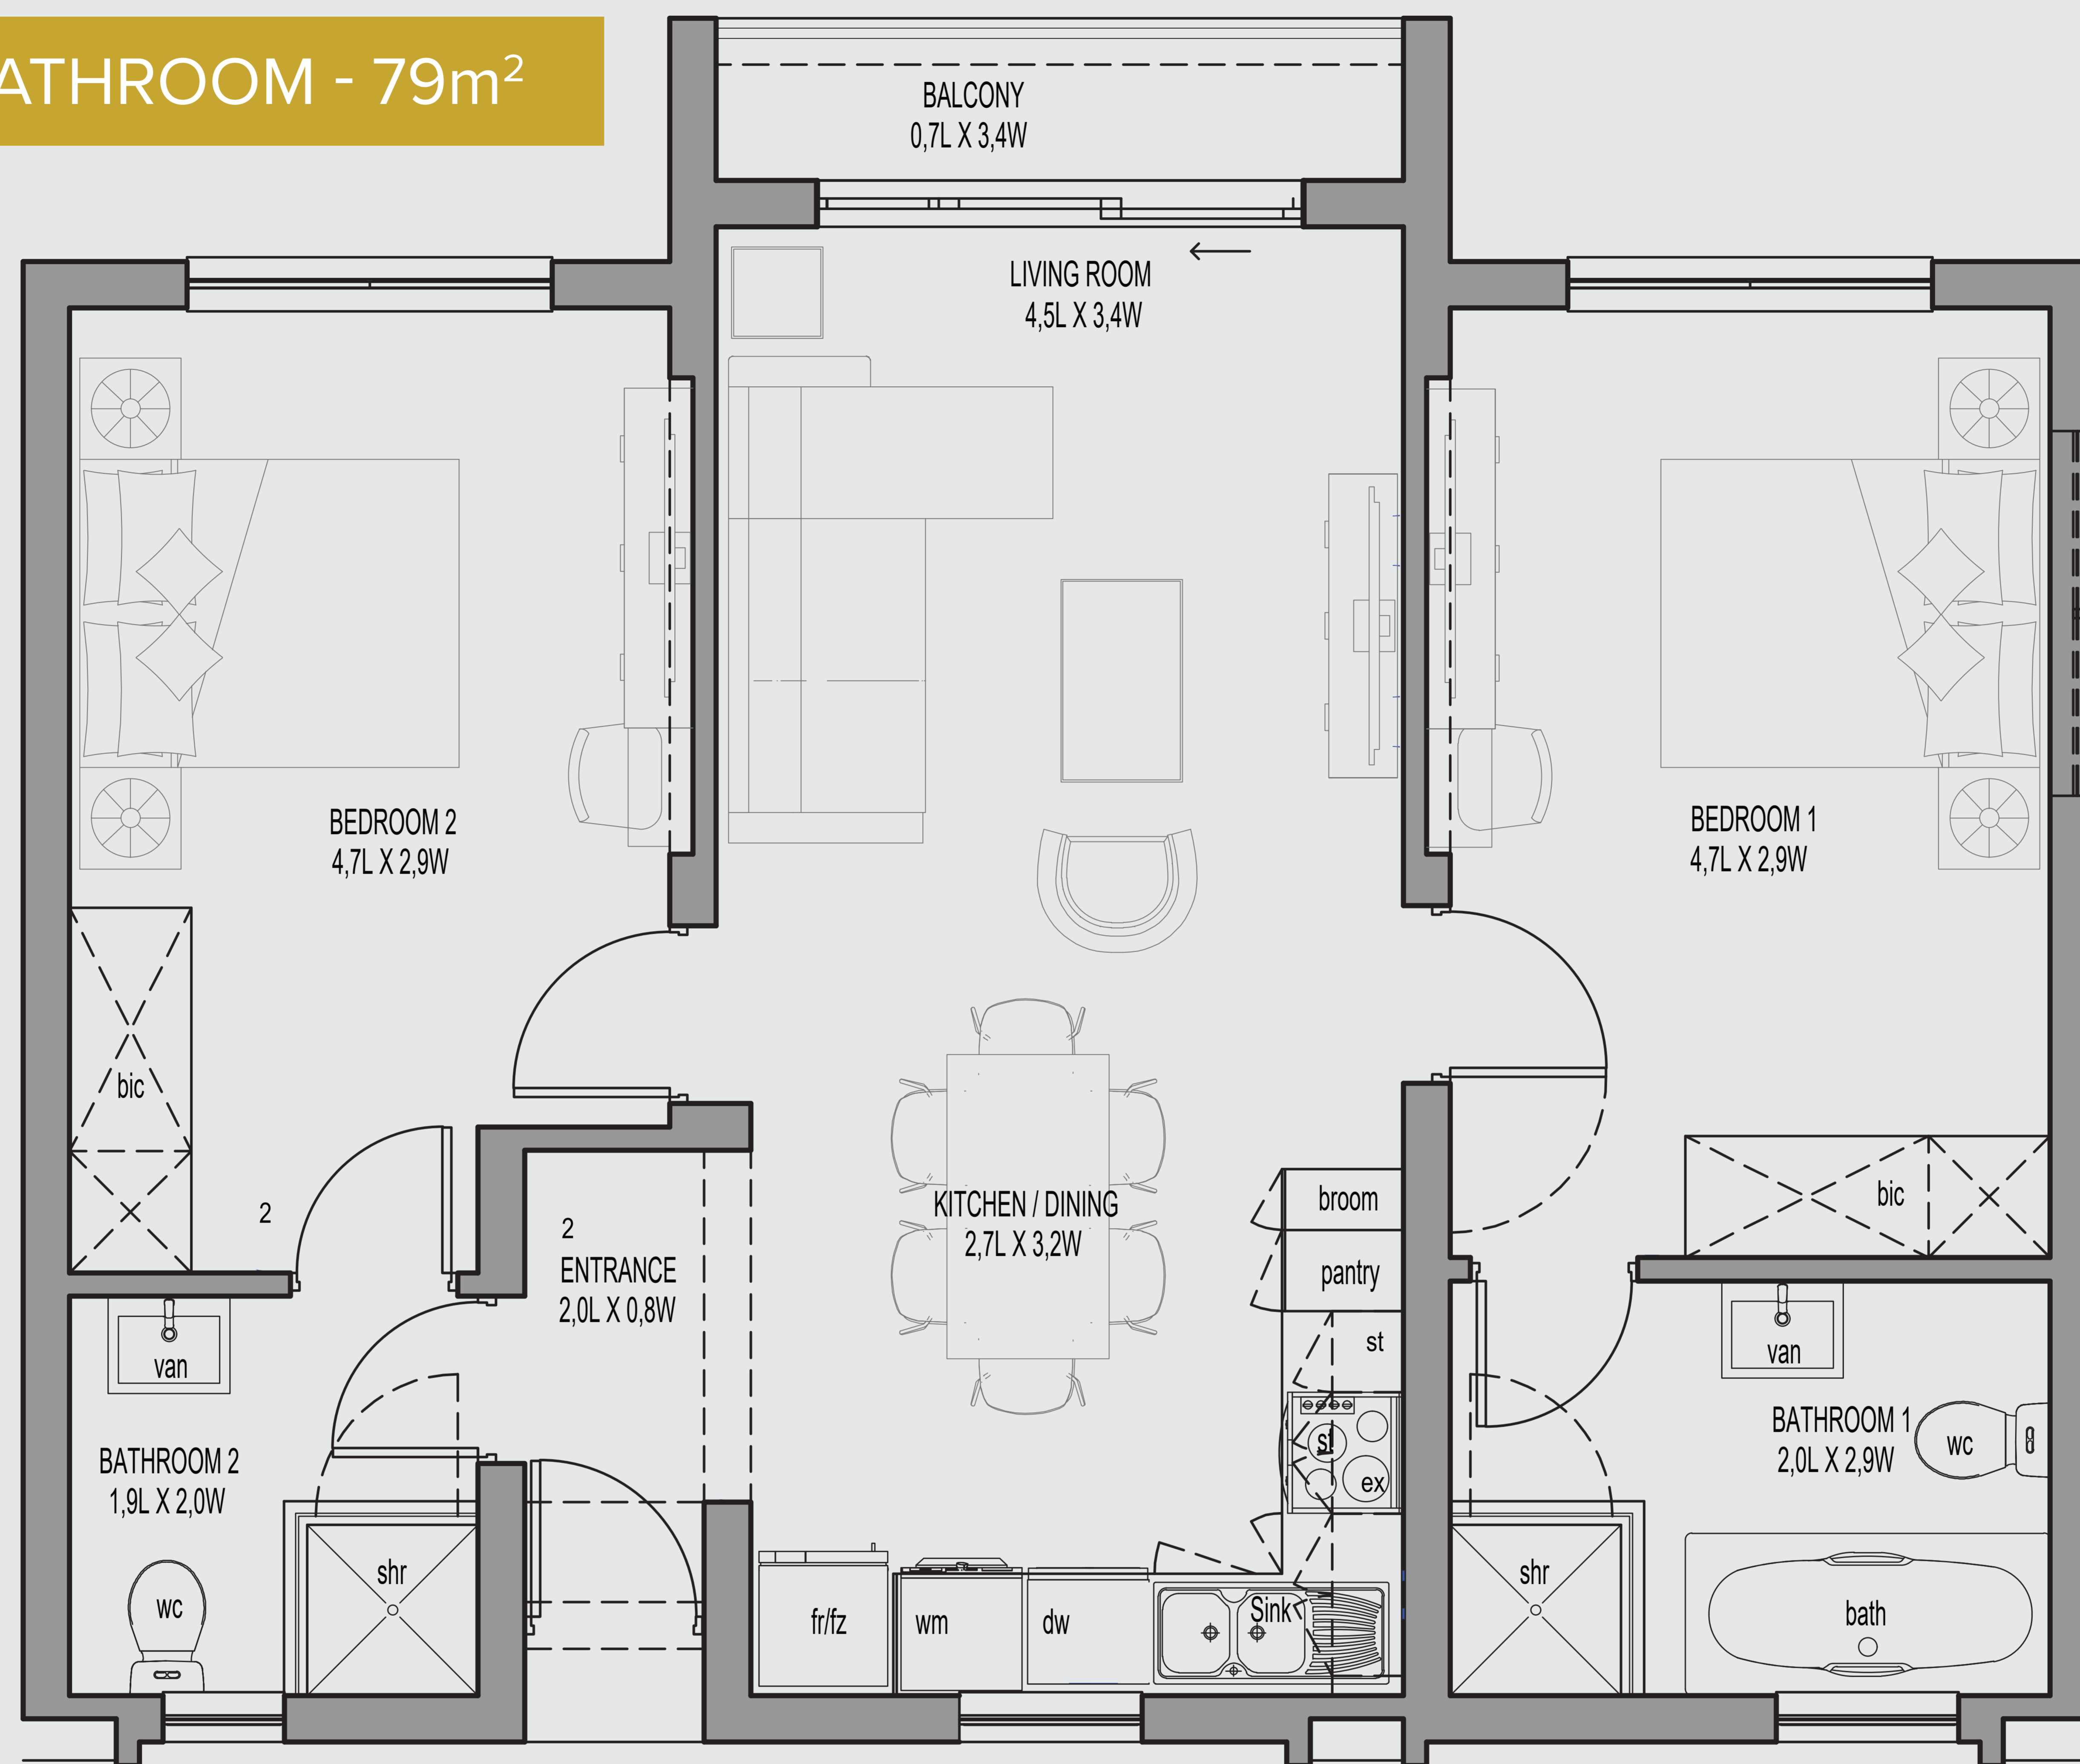 ATHROOM - 79m²
BALCONY
0,7L X 3,4W
LIVING ROOM
4,5L X 3,4W
BEDROOM 2
4,7L X 2,9W
BEDROOM 1
4,7L X 2,9W
bic
2
2
ENTRANCE
2,0L X 0,8W
KITCHEN / DINING
2,7L X 3,2W
broom
pantry
st
st
ex
bic
van
BATHROOM 2
1,9L X 2,0W
wc
shr
fr/fz
wm
dw
Sink
van
BATHROOM 1
2,0L X 2,9W
wc
shr
bath